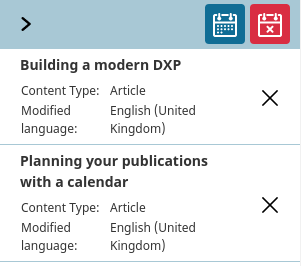 Building a modern DXP
Content Type: Article
Modified English (United
language: Kingdom)
Planning your publications
with a calendar
Content Type: Article
Modified English (United
language: Kingdom)